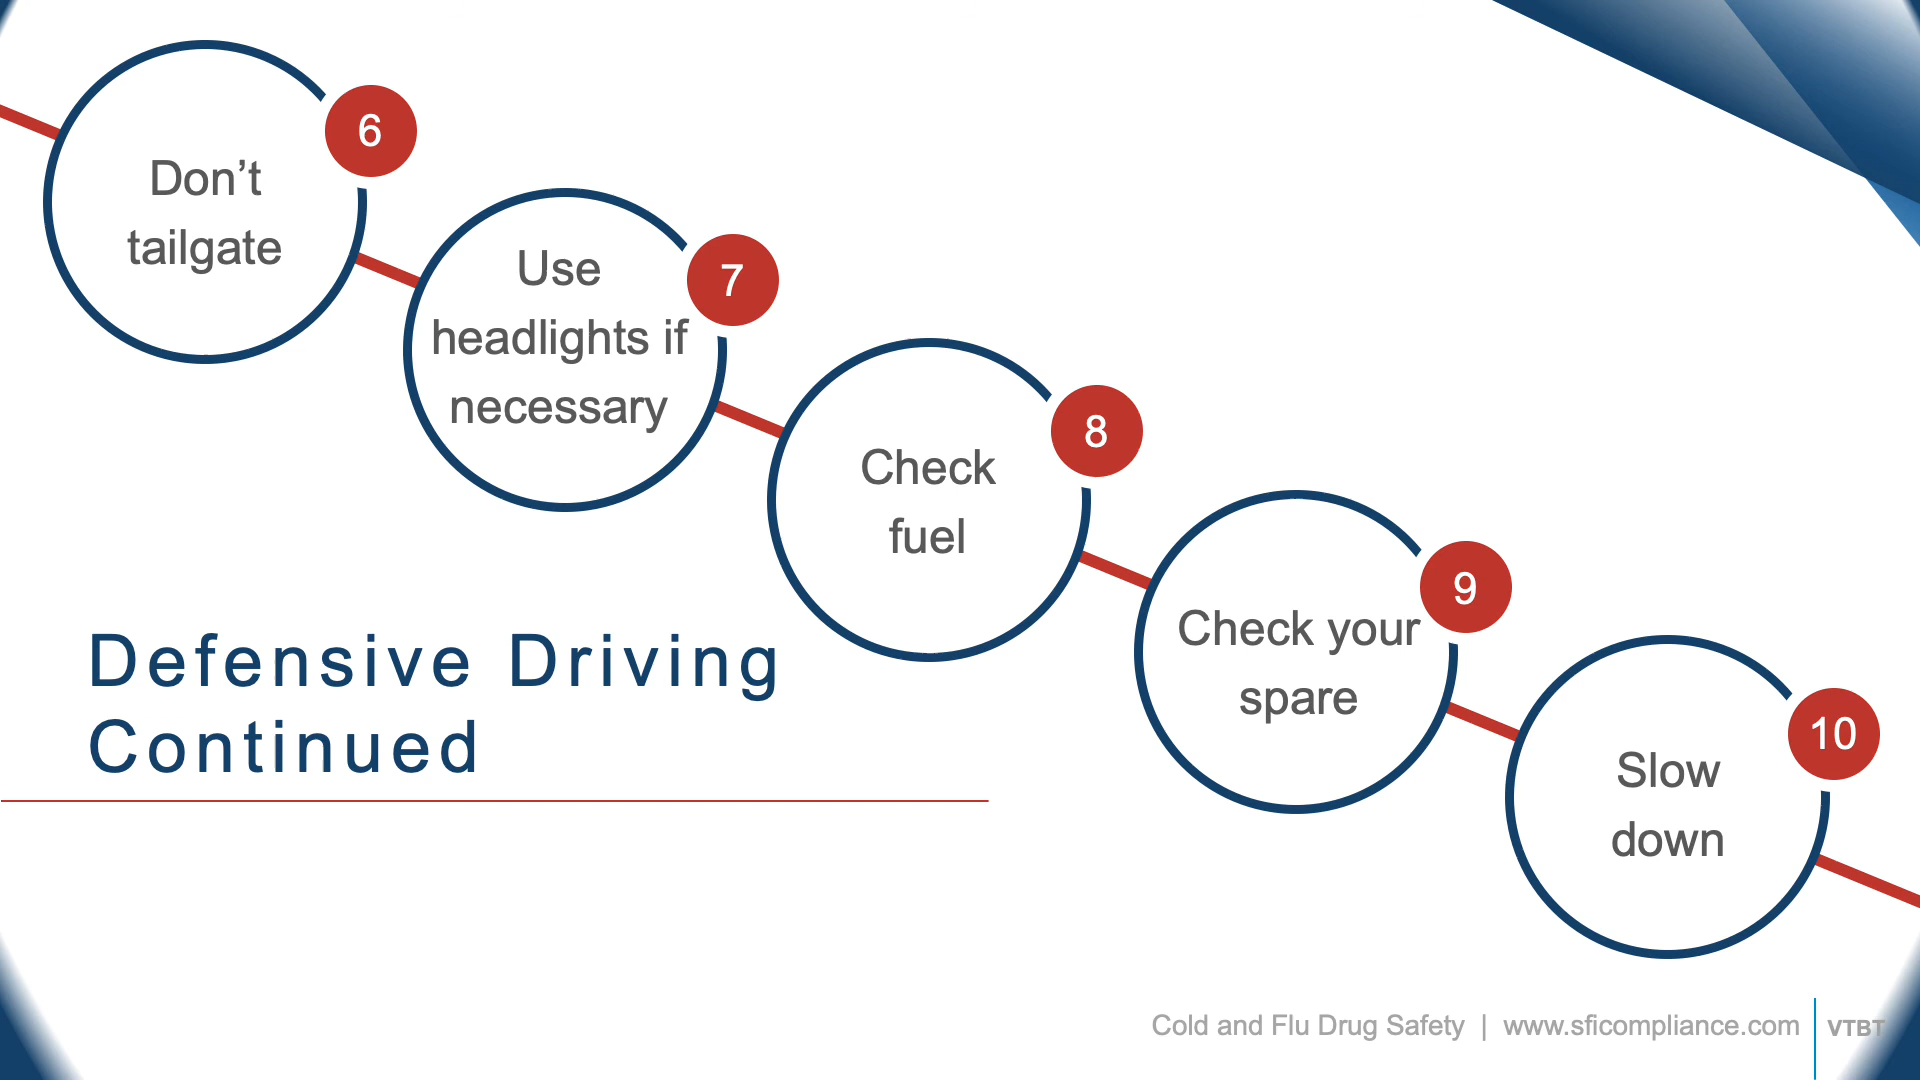 6
Don’t
tailgate
7
Use
headlights if
necessary
8
Check
fuel
9
Check your
spare
10
Slow
down
Defensive Driving
Continued
Cold and Flu Drug Safety | www.sficompliance.com
VTBT